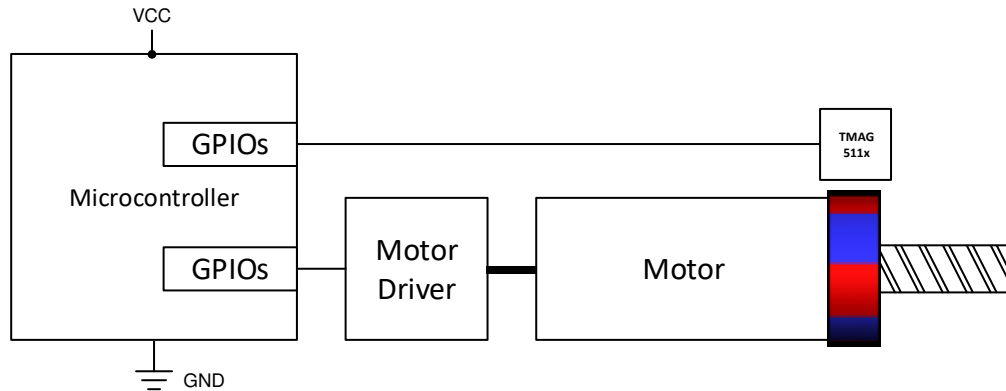 VCC
GPIOs
TMAG
511x
Microcontroller
GPIOs
Motor
Driver
Motor
GND